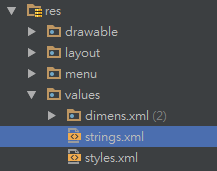 res
drawable
layout
menu
values
dimens.xml (2)
strings.xml
styles.xml